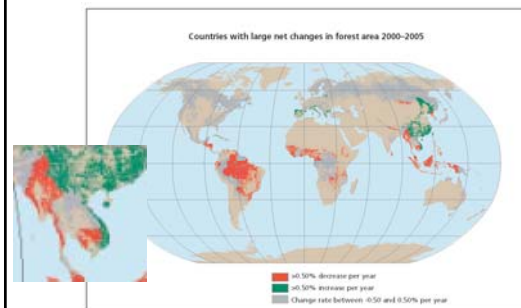 Countries with large net changes in forest area 2000–2005
>0.50% decrease per year
>0.50% increase per year
Change rate between -0.50 and 0.50% per year